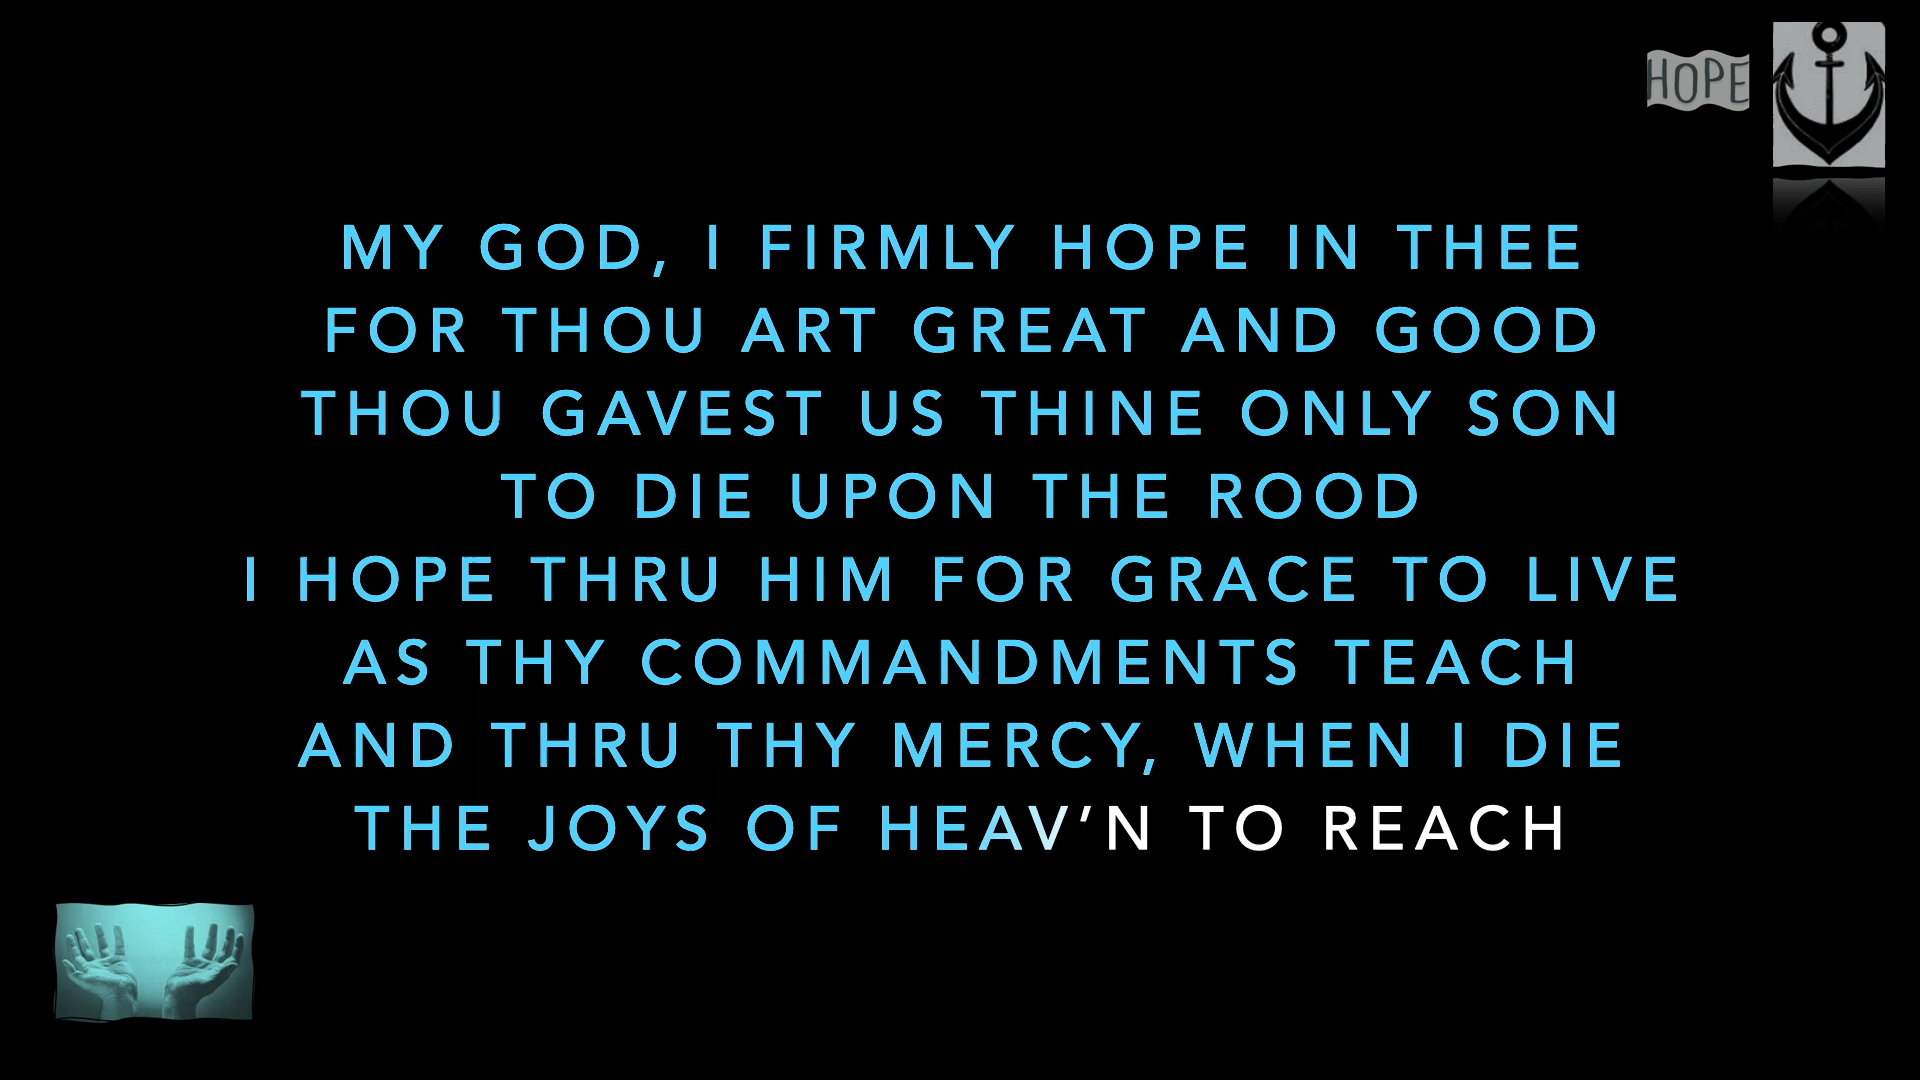 HOPE
MY GOD, I FIRMLY HOPE IN THEE
FOR THOU ART GREAT AND GOOD
THOU GAVEST US THINE ONLY SON
TO DIE UPON THE ROOD
I HOPE THRU HIM FOR GRACE TO LIVE
AS THY COMMANDMENTS TEACH
AND THRU THY MERCY, WHEN I DIE
THE JOYS OF HEAV’N TO REACH